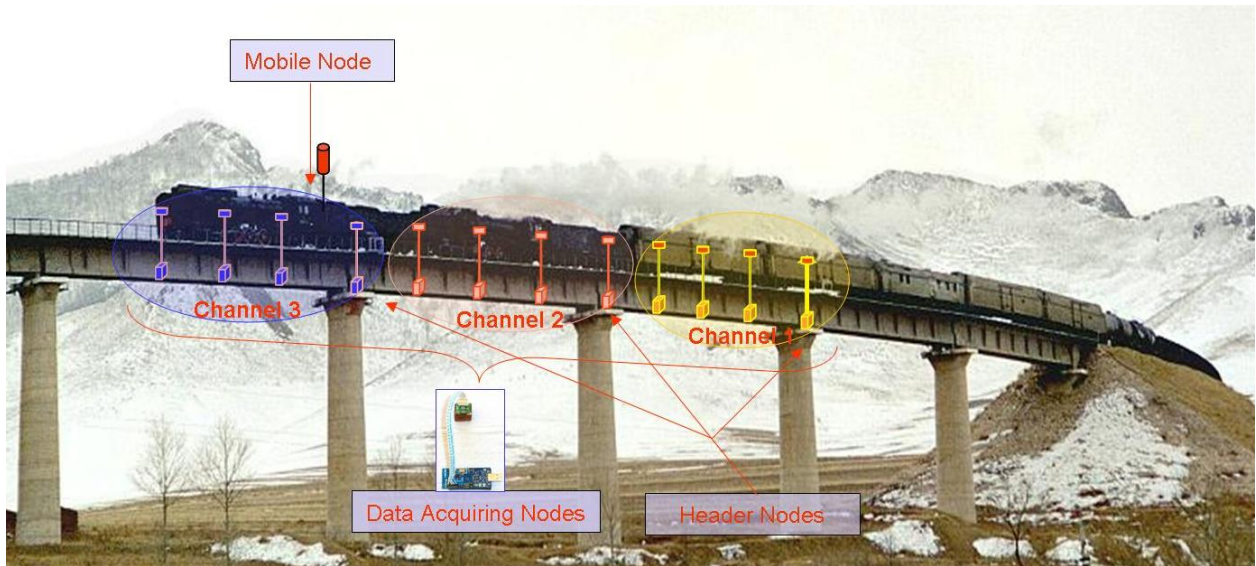 Mobile Node
Channel 3
Channel 2
Channel 1
Data Acquiring Nodes
Header Nodes